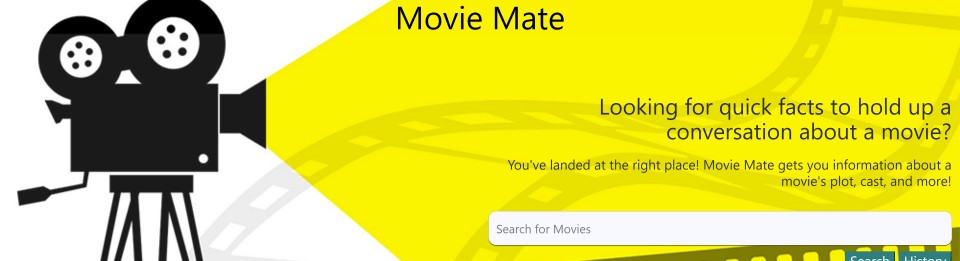 Movie Mate
Looking for quick facts to hold up a
conversation about a movie?
You've landed at the right place! Movie Mate gets you information about a
movie's plot, cast, and more!
Search for Movies
Search History